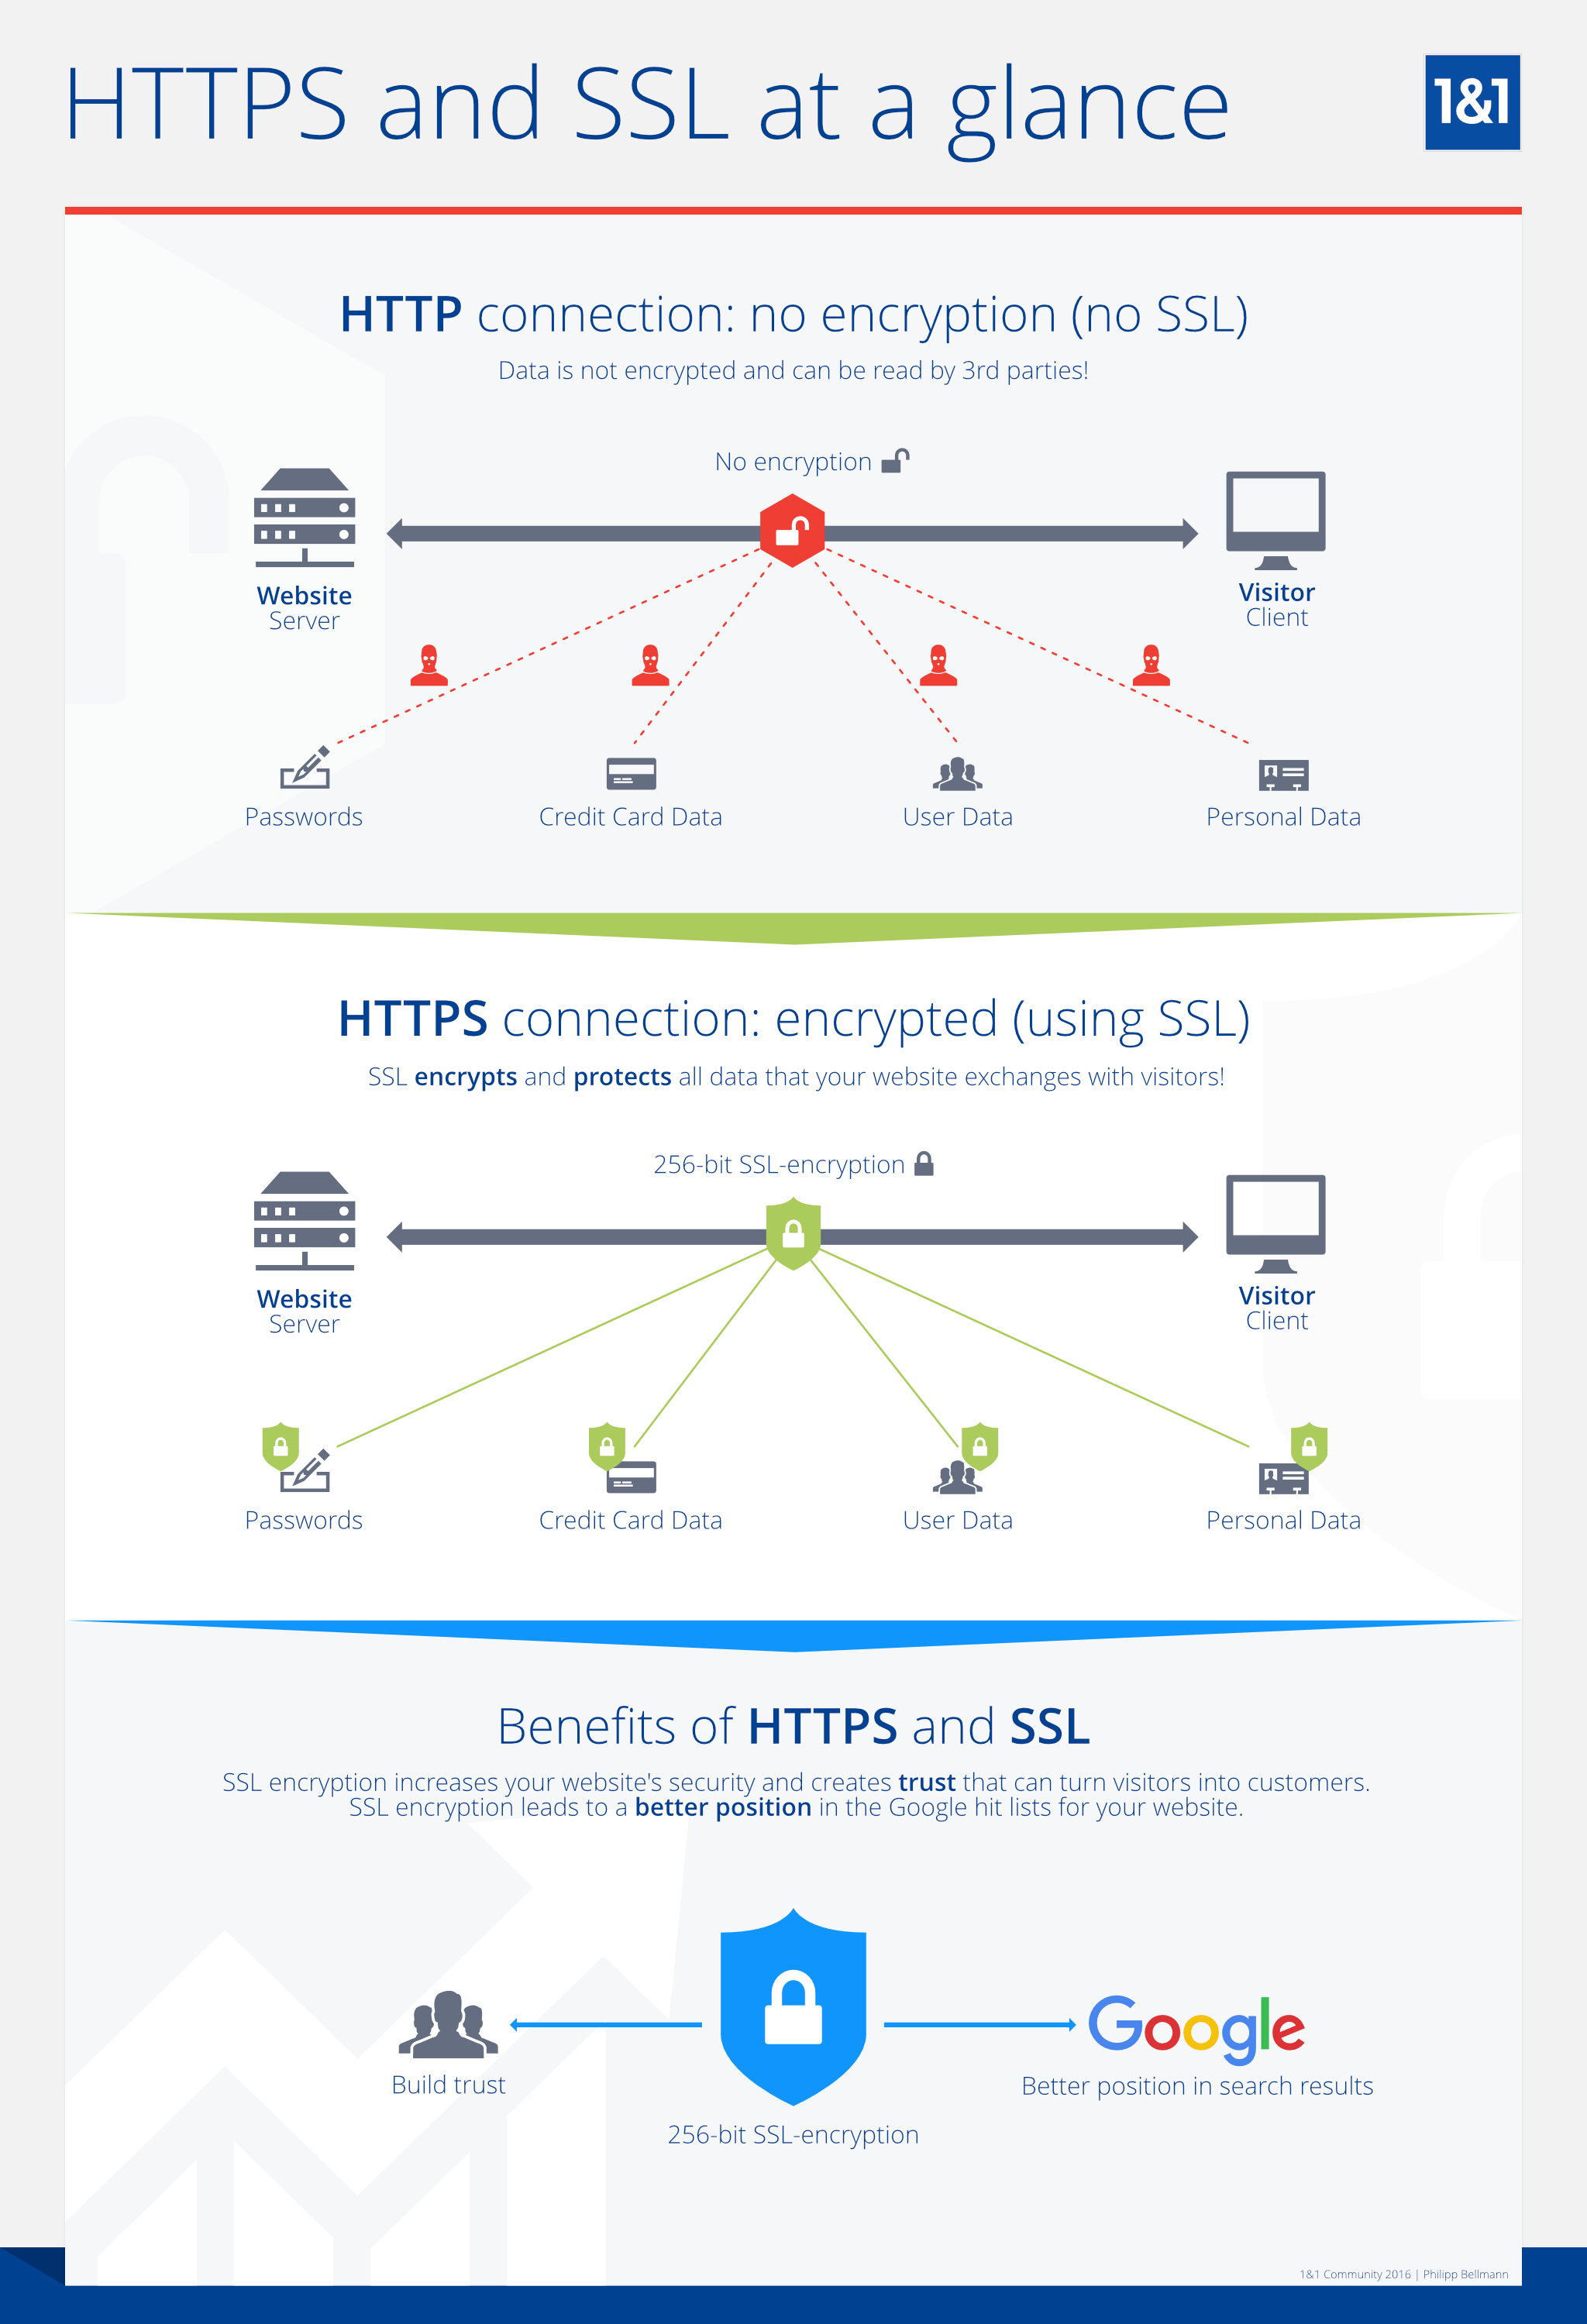 HTTPS and SSL at a glance
1&1
HTTP connection: no encryption (no SSL)
Data is not encrypted and can be read by 3rd parties!
No encryption
Website
Server
Visitor
Client
Passwords
Credit Card Data
User Data
Personal Data
HTTPS connection: encrypted (using SSL)
SSL encrypts and protects all data that your website exchanges with visitors!
256-bit SSL-encryption
Website
Server
Visitor
Client
Passwords
Credit Card Data
User Data
Personal Data
Benefits of HTTPS and SSL
SSL encryption increases your website's security and creates trust that can turn visitors into customers.
SSL encryption leads to a better position in the Google hit lists for your website.
Build trust
256-bit SSL-encryption
Google
Better position in search results
1&1 Community 2016 | Philipp Bellmann